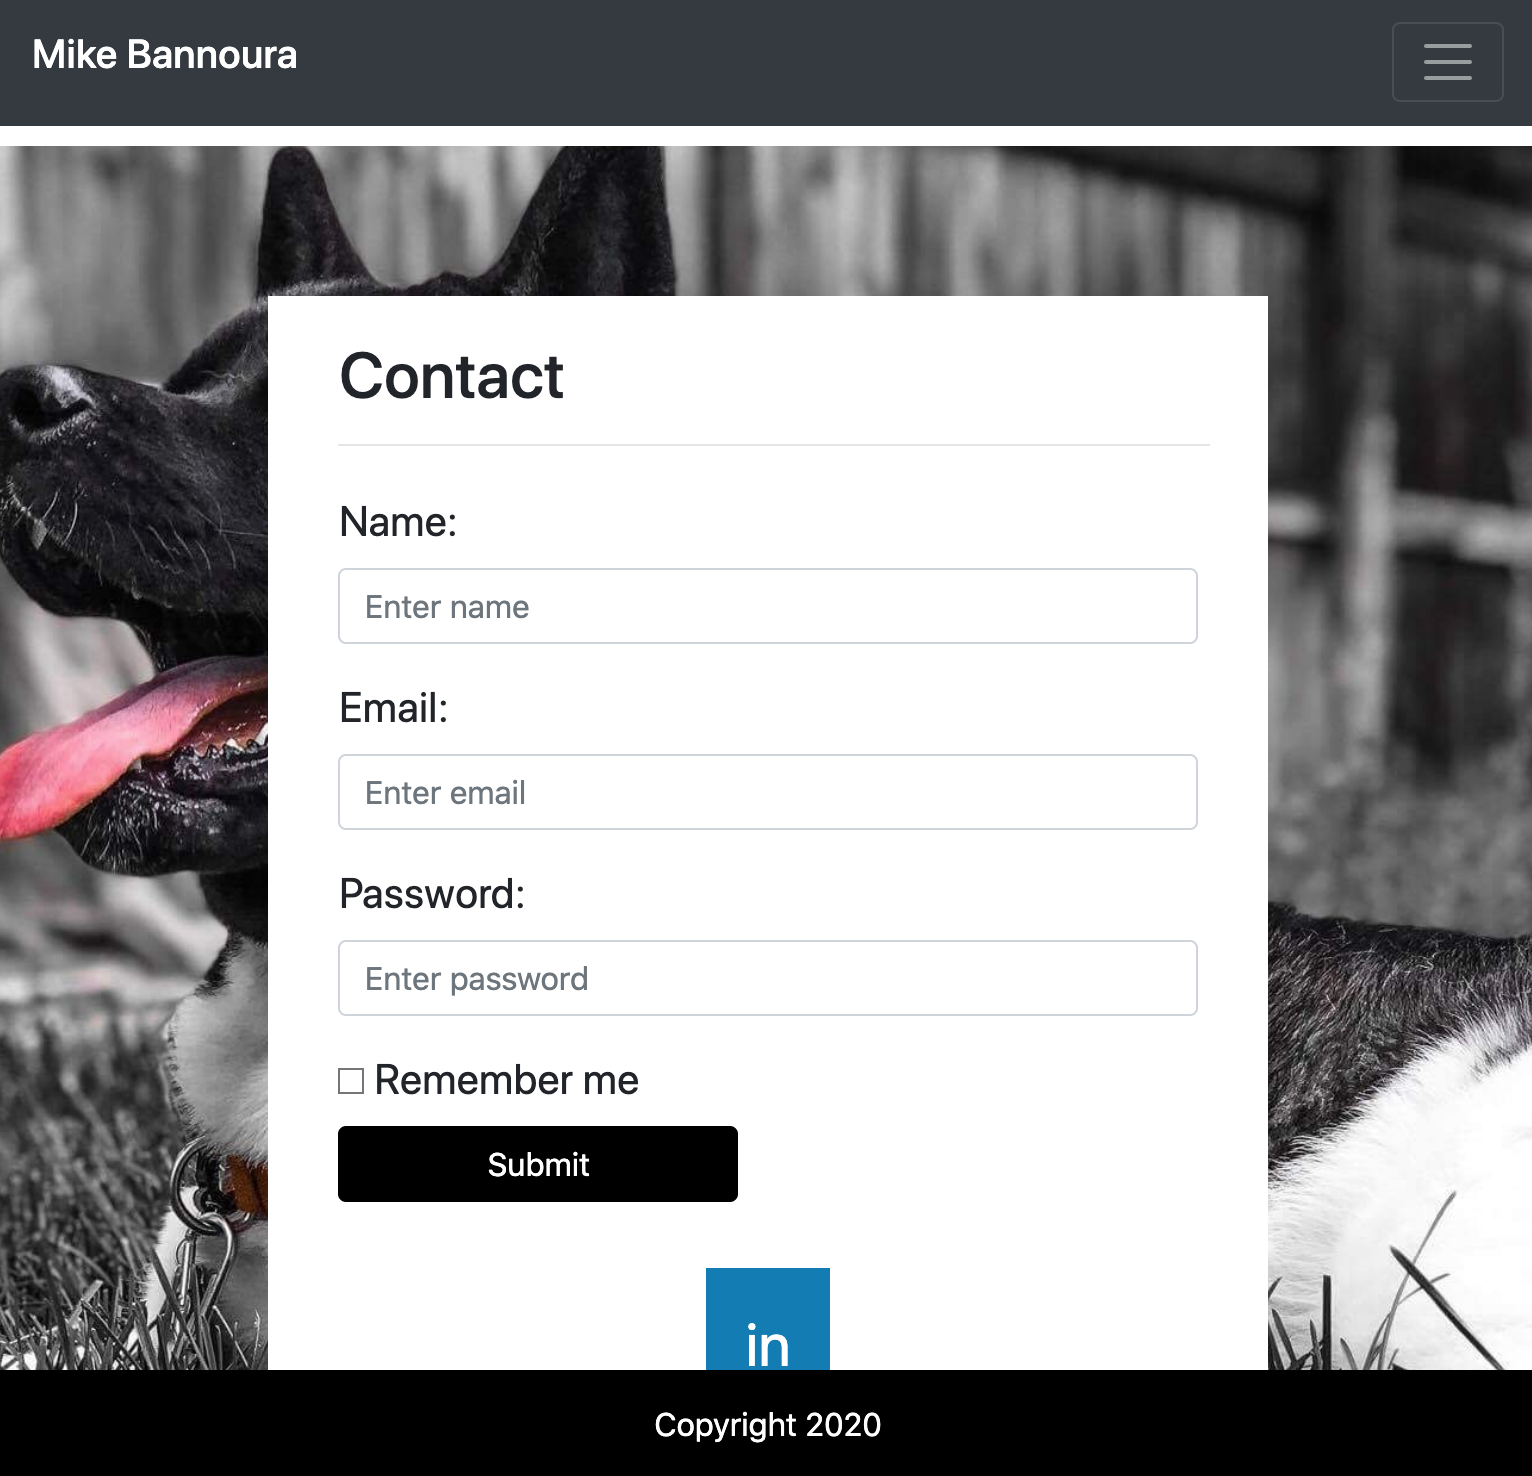 Mike Bannoura
Contact
Name:
Enter name
Email:
Enter email
Password:
Enter password
Remember me
Submit
in
Copyright 2020